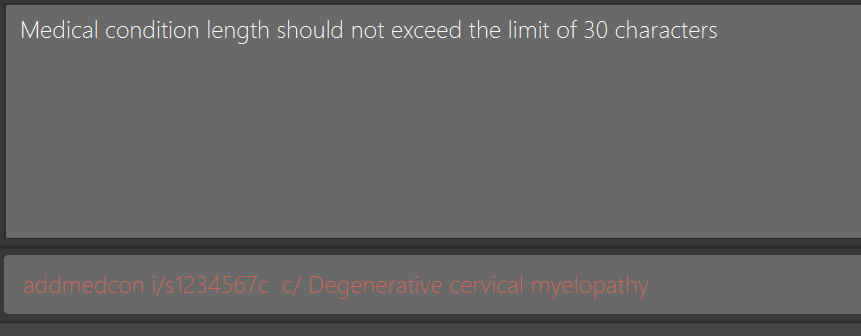 Medical condition length should not exceed the limit of 30 characters
addmedcon i/s1234567c  c/ Degenerative cervical myelopathy